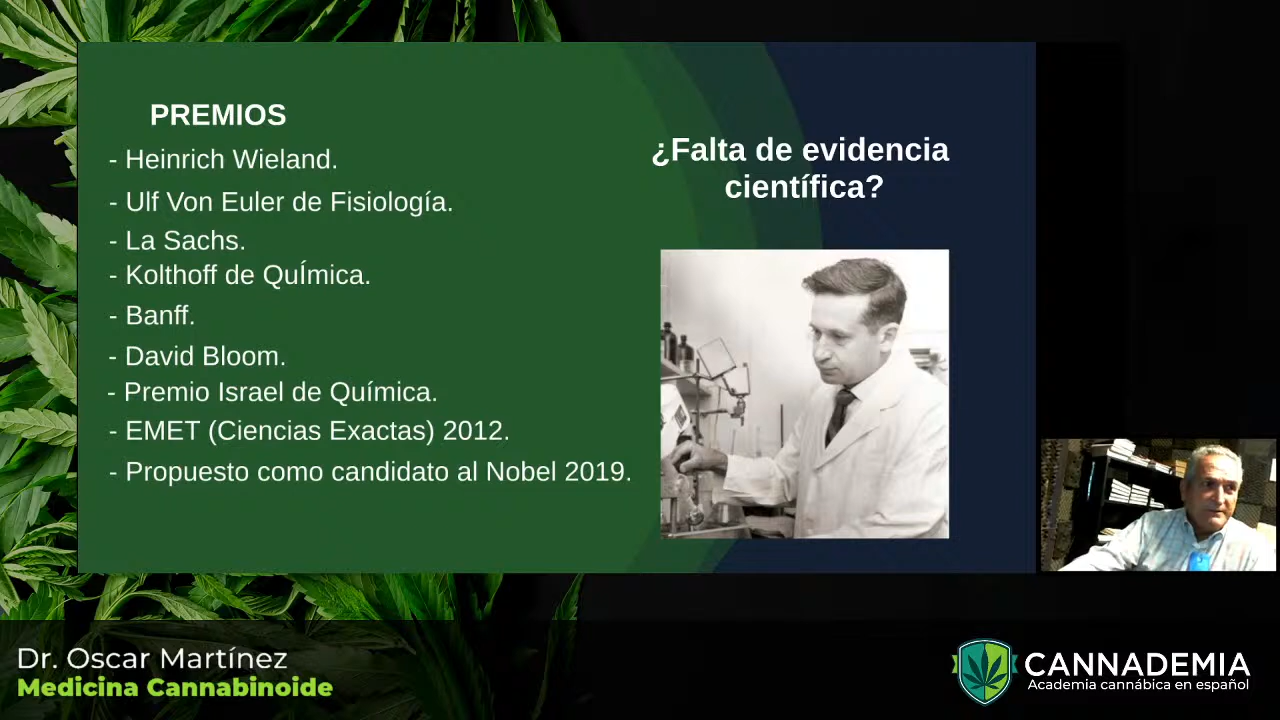 PREMIOS
- Heinrich Wieland.
- Ulf Von Euler de Fisiología.
- La Sachs.
- Kolthoff de QuÍmica.
- Banff.
- David Bloom.
- Premio Israel de Química.
- EMET (Ciencias Exactas) 2012.
- Propuesto como candidato al Nobel 2019.
¿Falta de evidencia
científica?
Dr. Oscar Martínez
Medicina Cannabinoide
CANNADEMIA
Academia cannábica en español